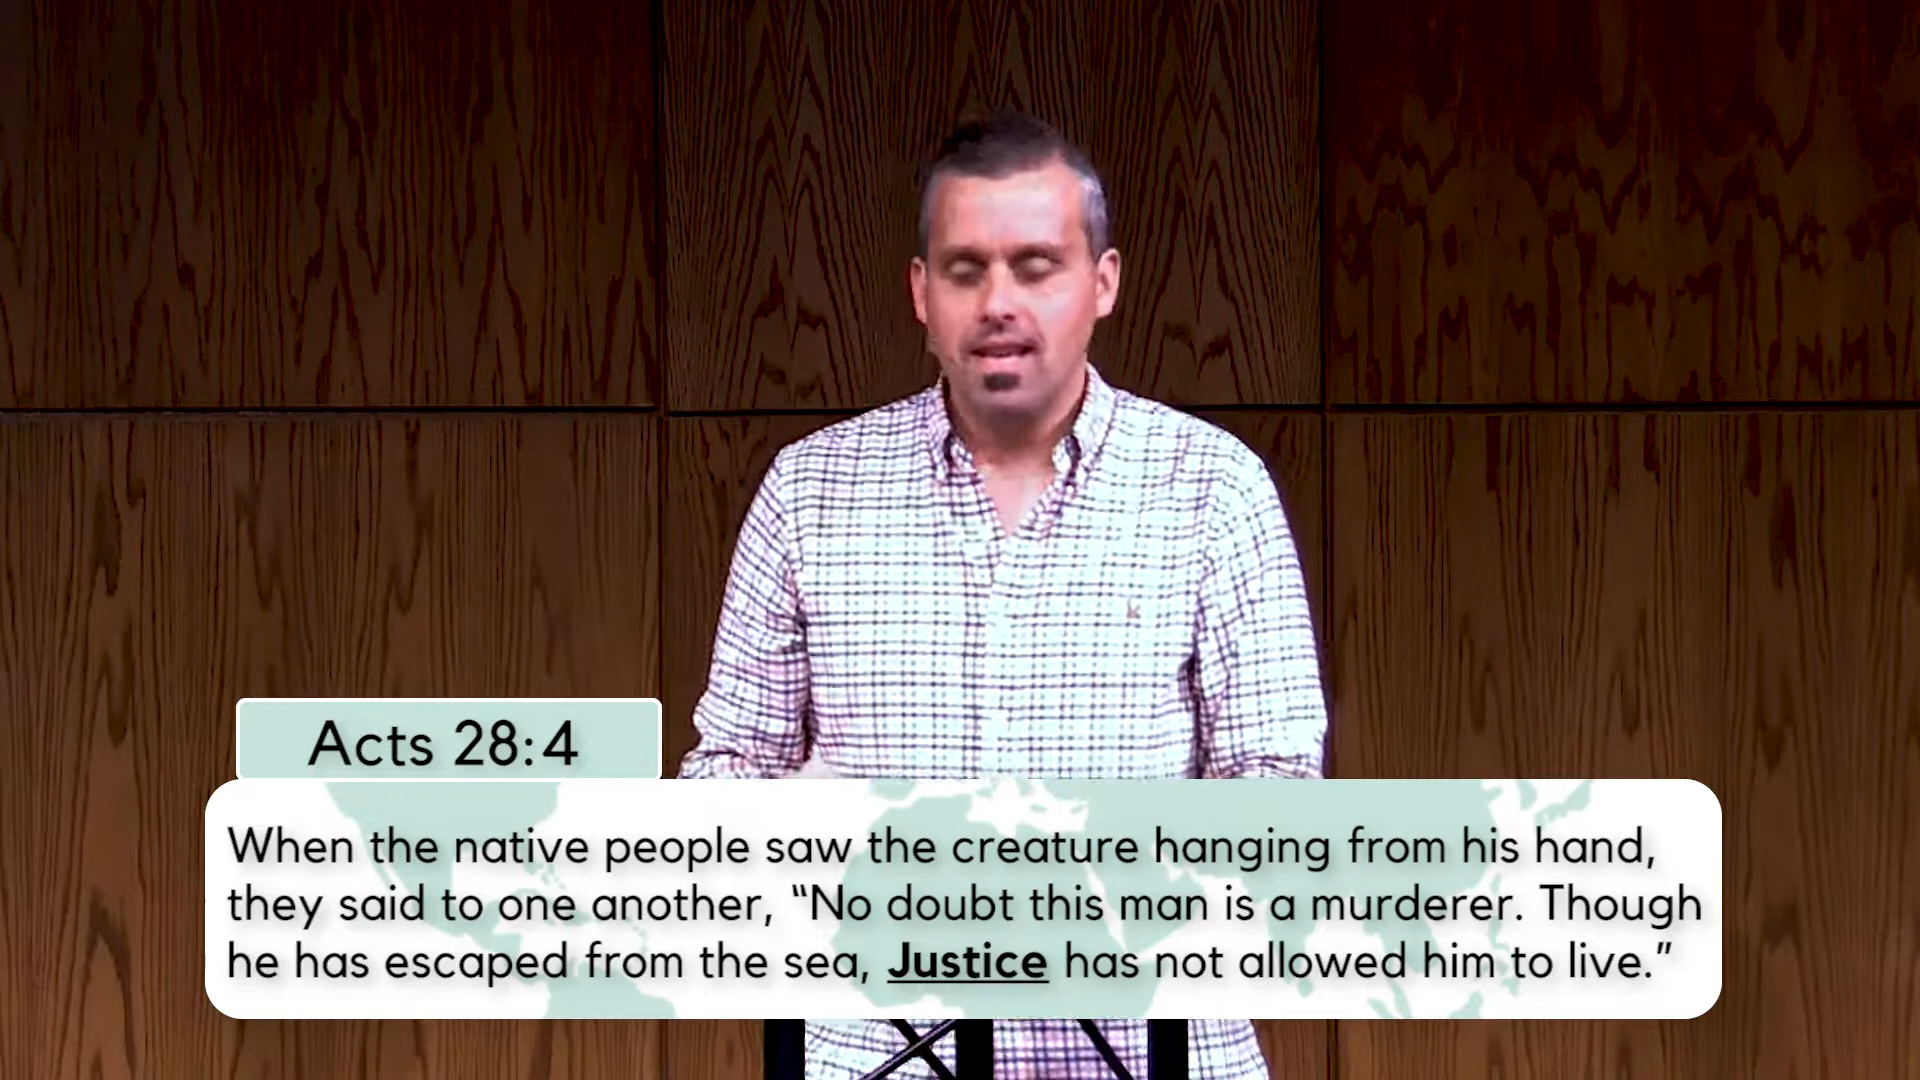 Acts 28:4
When the native people saw the creature hanging from his hand,
they said to one another, “No doubt this man is a murderer. Though
he has escaped from the sea, Justice has not allowed him to live.”